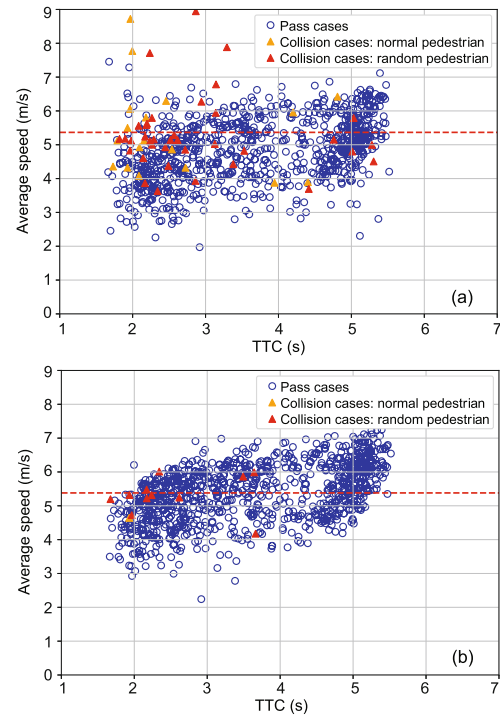 9
8
7
6
5
4
3
2
1
0
Average speed (m/s)
Pass cases
Collision cases: normal pedestrian
Collision cases: random pedestrian
(a)
1 2 3 4 5 6 7
TTC (s)
9
8
7
6
5
4
3
2
1
0
Average speed (m/s)
Pass cases
Collision cases: normal pedestrian
Collision cases: random pedestrian
(b)
1 2 3 4 5 6 7
TTC (s)